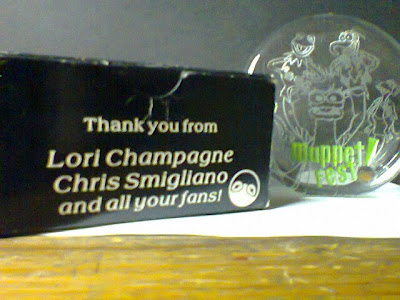 Thank you from
Lori Champagne
Chris Smigliano
and all your fans!
Muppet
FEST